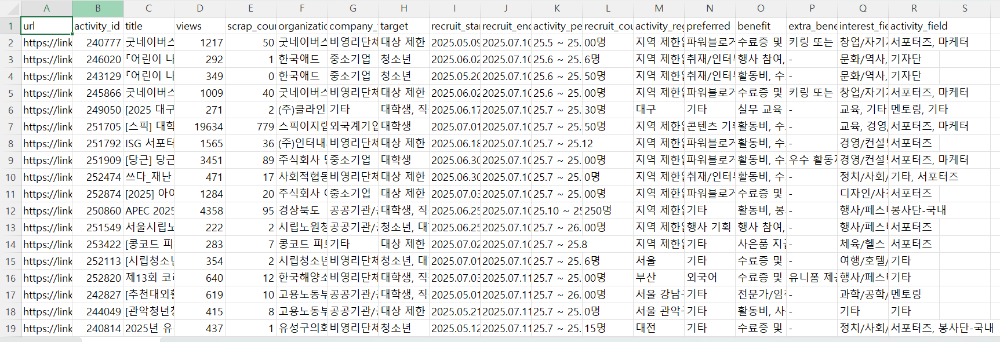 A B C D E F G H I J K L M N O P Q R S
1 url activity_id title views scrap_cou organizatio company_ target recruit_sta recruit_enc activity_pe recruit_cou activity_reg preferred benefit extra_bene interest_fie activity_field
2 https://link 240777 굿네이버스 1217 50 굿네이버스 비영리단체 대상 제한 2025.05.09 2025.07.10 25.5 ~ 25. 00명 지역 제한없 파워블로거 수료증 및 키링 또는 창업/자기계 서포터즈, 마케터
3 https://link 246020 『어린이 나 292 1 한국애드 중소기업 청소년 2025.06.02 2025.07.10 25.6 ~ 25. 6명 지역 제한없 취재/인터뷰 행사 참여, - 문화/역사, 기자단
4 https://link 243129 『어린이 나 349 0 한국애드 중소기업 청소년 2025.05.20 2025.07.10 25.6 ~ 25. 50명 지역 제한없 취재/인터뷰 활동비, 수 - 문화/역사, 기자단
5 https://link 245866 굿네이버스 1009 40 굿네이버스 비영리단체 대상 제한 2025.06.02 2025.07.10 25.6 ~ 25. 00명 지역 제한없 파워블로거 수료증 및 키링 또는 창업/자기계 서포터즈, 마케터
6 https://link 249050 [2025 대구 271 2 (주)클라인 기타 대학생, 직 2025.06.17 2025.07.10 25.7 ~ 25. 30명 대구 기타 실무 교육 - 교육, 기타 멘토링, 기타
7 https://link 251705 [스픽] 대학 19634 779 스픽이지랩 외국계기업 대학생 2025.07.01 2025.07.10 25.7 ~ 25. 50명 지역 제한없 콘텐츠 기획 활동비, 수 - 교육, 경영, 서포터즈, 마케터
8 https://link 251792 ISG 서포터 1565 36 (주)인터내 비영리단체 대상 제한 2025.06.18 2025.07.10 25.7 ~ 25.12 지역 제한없 파워블로거 활동비, 수 - 경영/컨설팅 서포터즈
9 https://link 251909 [당근] 당근 3451 89 주식회사 당 중소기업 대학생 2025.06.30 2025.07.10 25.7 ~ 25. 00명 지역 제한없 파워블로거 활동비, 수 우수 활동자 경영/컨설팅 서포터즈, 마케터
10 https://link 252474 쓰다_재난 471 17 사회적협동 비영리단체 대상 제한 2025.06.30 2025.07.10 25.7 ~ 25. 0명 지역 제한없 취재/인터뷰 활동비, 수 - 정치/사회/ 기타, 서포터즈
11 https://link 252874 [2025] 아이 1284 20 주식회사 중소기업 대상 제한 2025.07.03 2025.07.10 25.7 ~ 25. 00명 지역 제한없 파워블로거 수료증 및 - 디자인/사진 서포터즈
12 https://link 250860 APEC 2025 4358 95 경상북도 공공기관/공 대학생, 직 2025.06.25 2025.07.10 25.10 ~ 25 250명 지역 제한없 기타 활동비, 봉 - 행사/페스티 봉사단-국내
13 https://link 251549 서울시립노 222 2 시립노원청 공공기관/공 청소년, 대학 2025.06.25 2025.07.10 25.7 ~ 26. 00명 지역 제한없 행사 기획 행사 참여, - 행사/페스티 서포터즈
14 https://link 253422 [콩코드 피 283 7 콩코드 피트 기타 대상 제한 2025.07.02 2025.07.10 25.7 ~ 25.8 지역 제한없 기타 사은품 지급 - 체육/헬스 서포터즈
15 https://link 252113 [시립청소년 354 2 시립청소년 비영리단체 청소년, 대학 2025.07.01 2025.07.10 25.7 ~ 25. 6명 서울 기타 수료증 및 - 여행/호텔/ 기타
16 https://link 252820 제13회 코리 640 12 한국해양소 비영리단체 대학생, 직 2025.07.03 2025.07.11 25.7 ~ 25. 00명 부산 외국어 수료증 및 유니폼 제공 행사/페스티 기타
17 https://link 242827 [추천대외활 619 10 고용노동부 공공기관/공 대학생, 직 2025.05.01 2025.07.11 25.7 ~ 26. 00명 서울 강남구 기타 전문가/임직 - 과학/공학/ 멘토링
18 https://link 244049 [관악청년청 415 8 고용노동부 공공기관/공 대상 제한 2025.05.21 2025.07.11 25.7 ~ 25. 0명 서울 관악구 기타 활동비, 사 - 기타 기타
19 https://link 240814 2025년 유 437 1 유성구의회 비영리단체 청소년 2025.05.12 2025.07.11 25.7 ~ 25. 15명 대전 기타 수료증 및 - 정치/사회/ 서포터즈, 봉사단-국내